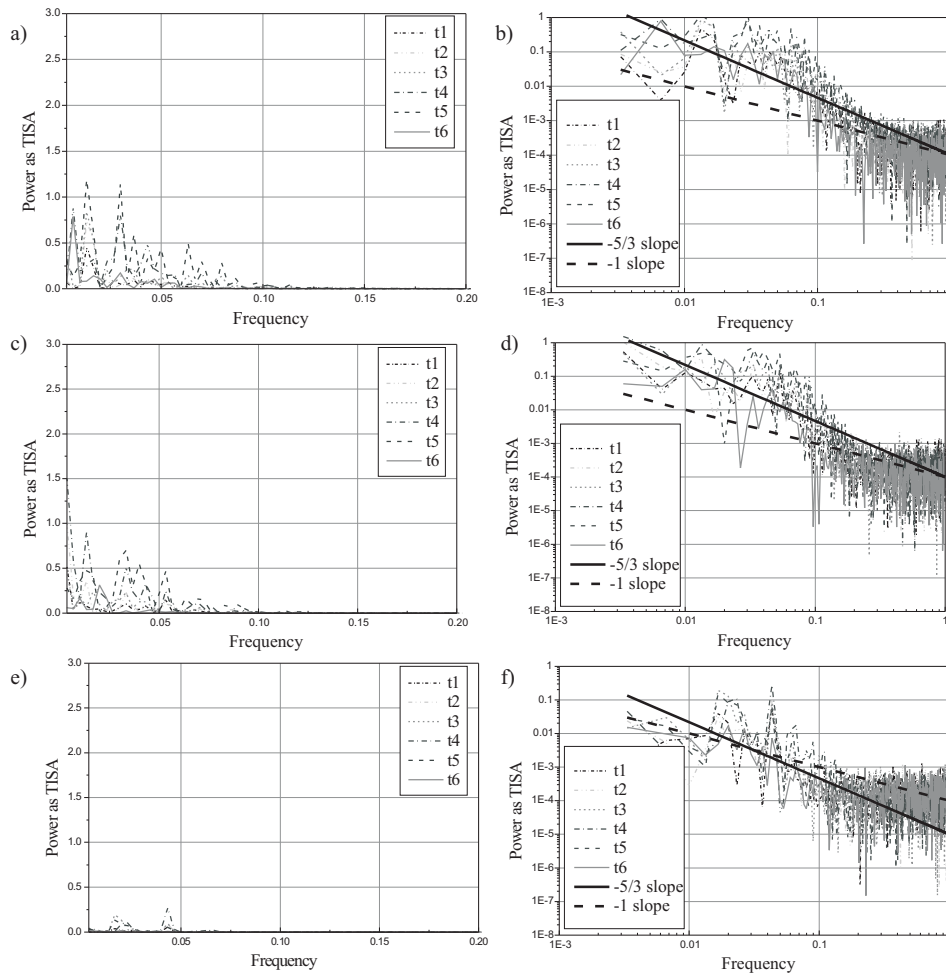 a)
3.0
2.5
2.0
1.5
1.0
0.5
0.0
0.05
0.10
0.15
0.20
Power as TISA
Frequency
t1
t2
t3
t4
t5
t6
b)
1
0.1
0.01
1E-3
1E-4
1E-5
1E-6
1E-7
1E-8
1E-3
0.01
0.1
Power as TISA
Frequency
t1
t2
t3
t4
t5
t6
-5/3 slope
-1 slope
c)
3.0
2.5
2.0
1.5
1.0
0.5
0.0
0.05
0.10
0.15
0.20
Power as TISA
Frequency
t1
t2
t3
t4
t5
t6
d)
1
0.1
0.01
1E-3
1E-4
1E-5
1E-6
1E-7
1E-8
1E-3
0.01
0.1
1
Power as TISA
Frequency
t1
t2
t3
t4
t5
t6
-5/3 slope
-1 slope
e)
3.0
2.5
2.0
1.5
1.0
0.5
0.0
0.05
0.10
0.15
0.20
Power as TISA
Frequency
t1
t2
t3
t4
t5
t6
f)
1
0.1
0.01
1E-3
1E-4
1E-5
1E-6
1E-7
1E-8
1E-3
0.01
0.1
Power as TISA
Frequency
t1
t2
t3
t4
t5
t6
-5/3 slope
-1 slope